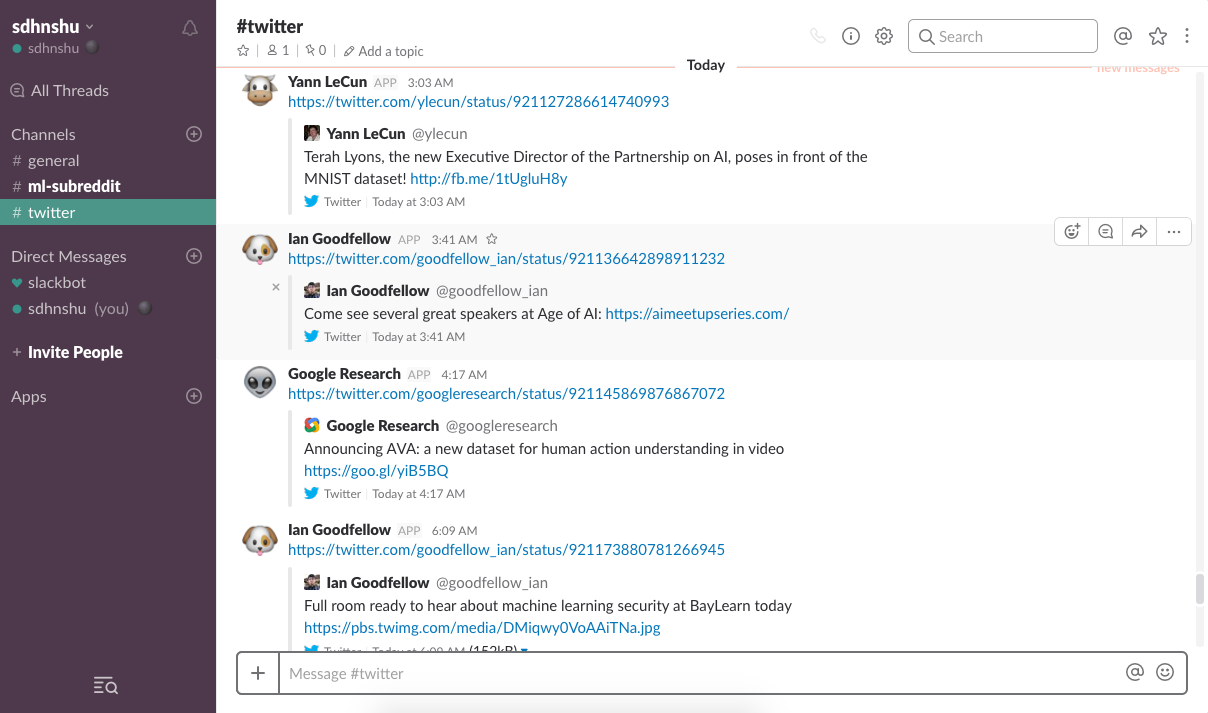 sdhnshu
sdhnshu
All Threads
Channels
# general
# ml-subreddit
# twitter
Direct Messages
slackbot
sdhnshu (you)
+ Invite People
Apps
#twitter
1 | 0 | Add a topic
Search
Today
new messages
Yann LeCun APP 3:03 AM
https://twitter.com/ylecun/status/921127286614740993
Yann LeCun @ylecun
Terah Lyons, the new Executive Director of the Partnership on AI, poses in front of the
MNIST dataset! http://fb.me/1tUgluH8y
Twitter | Today at 3:03 AM
Ian Goodfellow APP 3:41 AM
https://twitter.com/goodfellow_ian/status/921136642898911232
Ian Goodfellow @goodfellow_ian
Come see several great speakers at Age of AI: https://aimeetupseries.com/
Twitter | Today at 3:41 AM
Google Research APP 4:17 AM
https://twitter.com/googleresearch/status/921145869876867072
Google Research @googleresearch
Announcing AVA: a new dataset for human action understanding in video
https://goo.gl/yiB5BQ
Twitter | Today at 4:17 AM
Ian Goodfellow APP 6:09 AM
https://twitter.com/goodfellow_ian/status/921173880781266945
Ian Goodfellow @goodfellow_ian
Full room ready to hear about machine learning security at BayLearn today
https://pbs.twimg.com/media/DMiqwy0VoAAiTNa.jpg
Twitter | Today at 6:09 AM (152kB)
Message #twitter